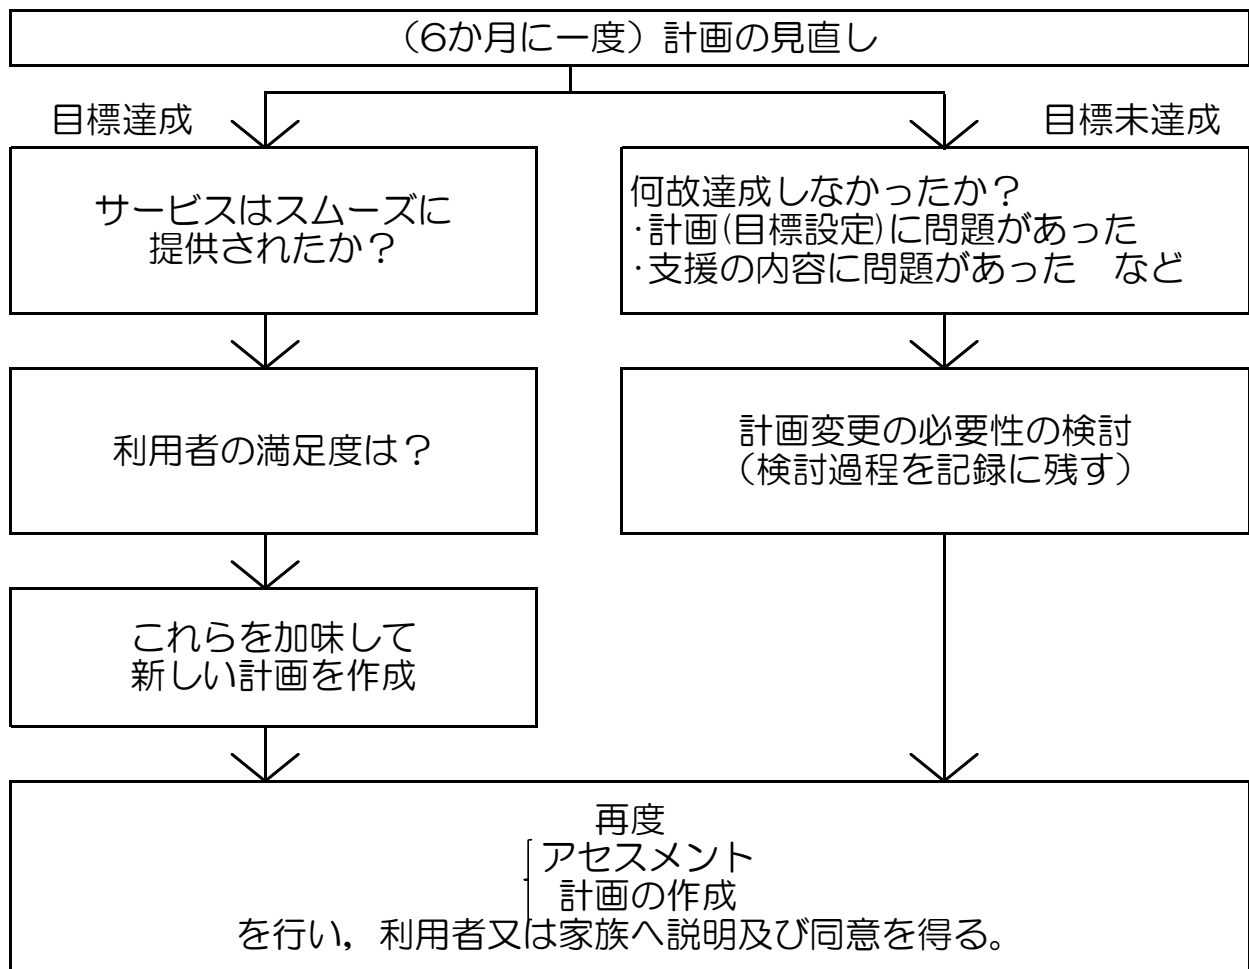 （6か月に一度）計画の見直し
目標達成
目標未達成
サービスはスムーズに
提供されたか？
何故達成しなかったか？
・計画(目標設定)に問題があった
・支援の内容に問題があった　など
利用者の満足度は？
計画変更の必要性の検討
（検討過程を記録に残す）
これらを加味して
新しい計画を作成
再度
アセスメント
計画の作成
を行い，利用者又は家族へ説明及び同意を得る。